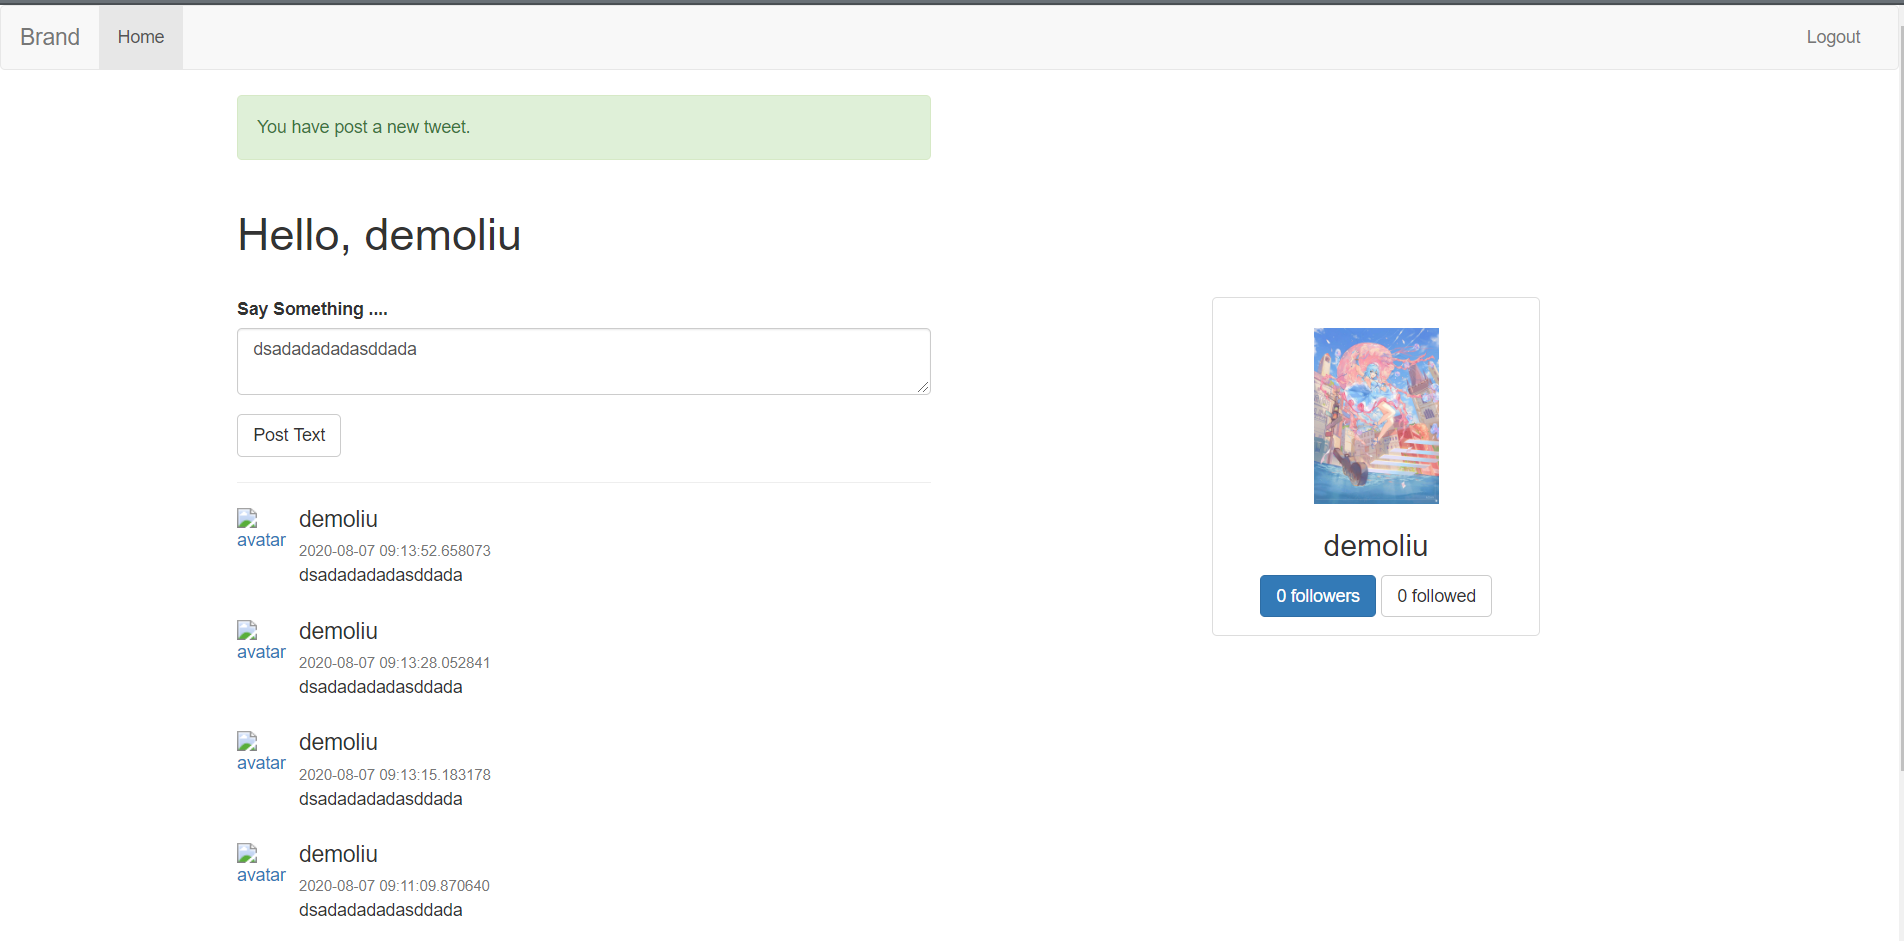 Brand
Home
Logout
You have post a new tweet.
Hello, demoliu
Say Something ....
dsadadadadasddada
Post Text
avatar
demoliu
2020-08-07 09:13:52.658073
dsadadadadasddada
avatar
demoliu
2020-08-07 09:13:28.052841
dsadadadadasddada
avatar
demoliu
2020-08-07 09:13:15.183178
dsadadadadasddada
avatar
demoliu
2020-08-07 09:11:09.870640
dsadadadadasddada
demoliu
0 followers
0 followed